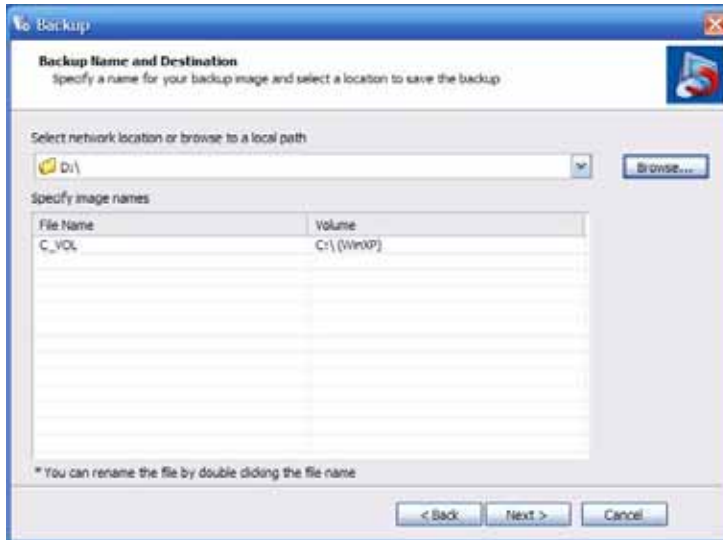 Backup
Backup Name and Destination
Specify a name for your backup image and select a location to save the backup
Select network location or browse to a local path
D:\
Browse...
Specify image names
File Name Volume
C_VOL C:\ (WinXP)
* You can rename the file by double clicking the file name
< Back Next > Cancel